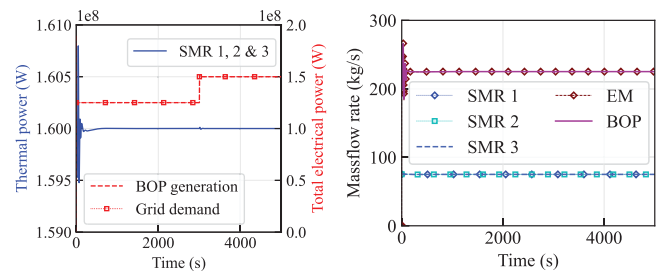 1e8
1e8
1.610
1.605
1.600
1.595
1.590
Thermal power (W)
SMR 1, 2 & 3
BOP generation
Grid demand
2.0
1.5
1.0
0.5
0.0
Total electrical power (W)
0
2000
4000
Time (s)
300
200
100
0
Massflow rate (kg/s)
SMR 1
SMR 2
SMR 3
EM
BOP
0
2000
4000
Time (s)